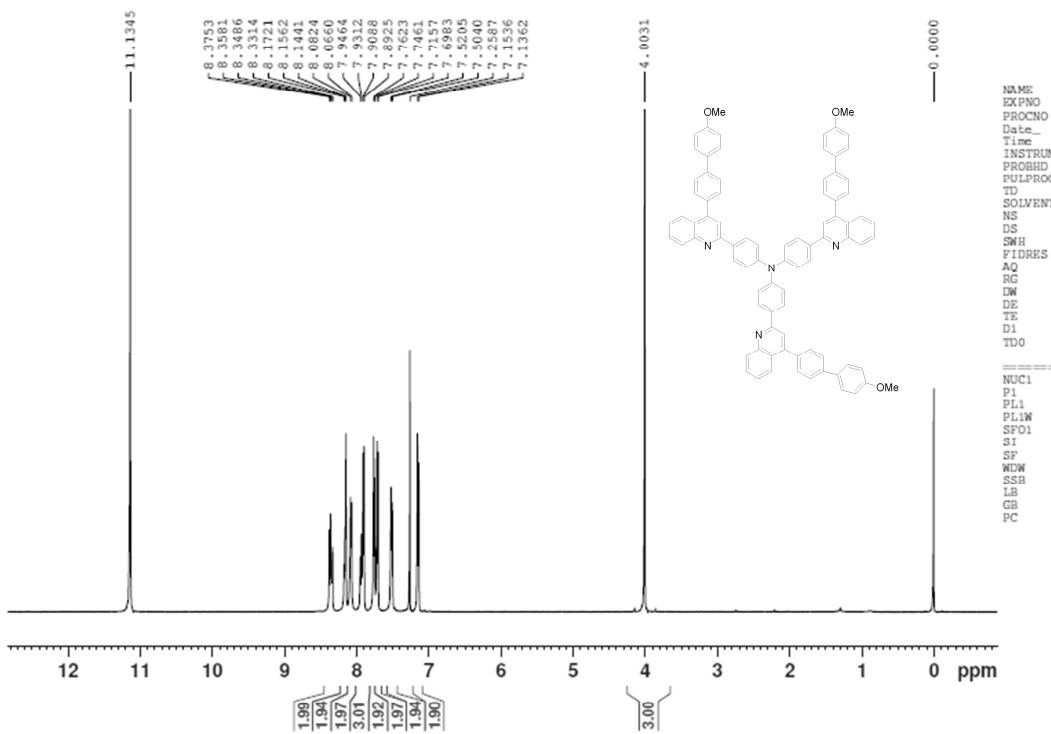 11.1345
8.3753
8.3581
8.3486
8.3314
8.1721
8.1562
8.1441
8.0824
8.0660
7.9464
7.9312
7.9088
7.8925
7.7623
7.7461
7.7157
7.6983
7.5205
7.5040
7.2587
7.1536
7.1362
4.0031
0.0000
OMe
OMe
N
N
N
N
OMe
NAME
EXPNO
PROCNO
Date_
Time
INSTRUM
PROBHD
PULPROG
TD
SOLVENT
NS
DS
SWH
FIDRES
AQ
RG
DW
DE
TE
D1
TD0
======
NUC1
P1
PL1
PL1W
SFO1
SI
SF
WDW
SSB
LB
GB
PC
12 11 10 9 8 7 6 5 4 3 2 1 0 ppm
1.99
1.94
1.97
3.01
1.92
1.97
1.94
1.90
3.00